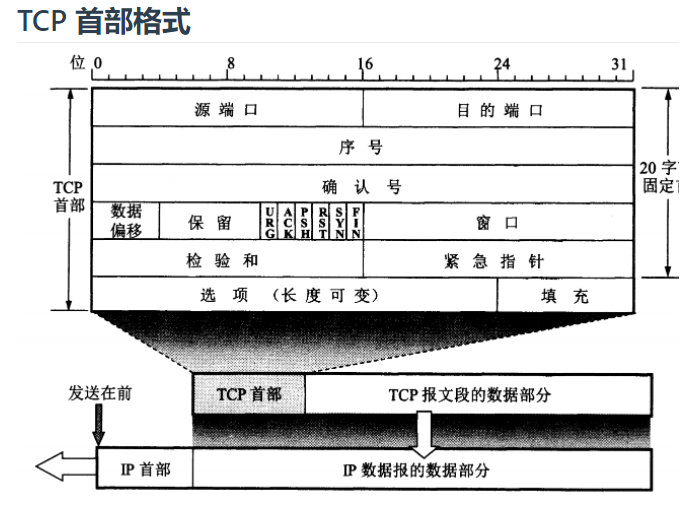 TCP 首部格式
位 0 8 16 24 31
源 端 口 目 的 端 口
序 号
20 字
固定
确 认 号
TCP
首部
数据
偏移
保 留
URG
ACK
PSH
RST
SYN
FIN
窗 口
检 验 和 紧 急 指 针
选 项 (长 度 可 变) 填 充
发送在前
TCP 首部 TCP 报文段的数据部分
IP 首部 IP 数据报的数据部分